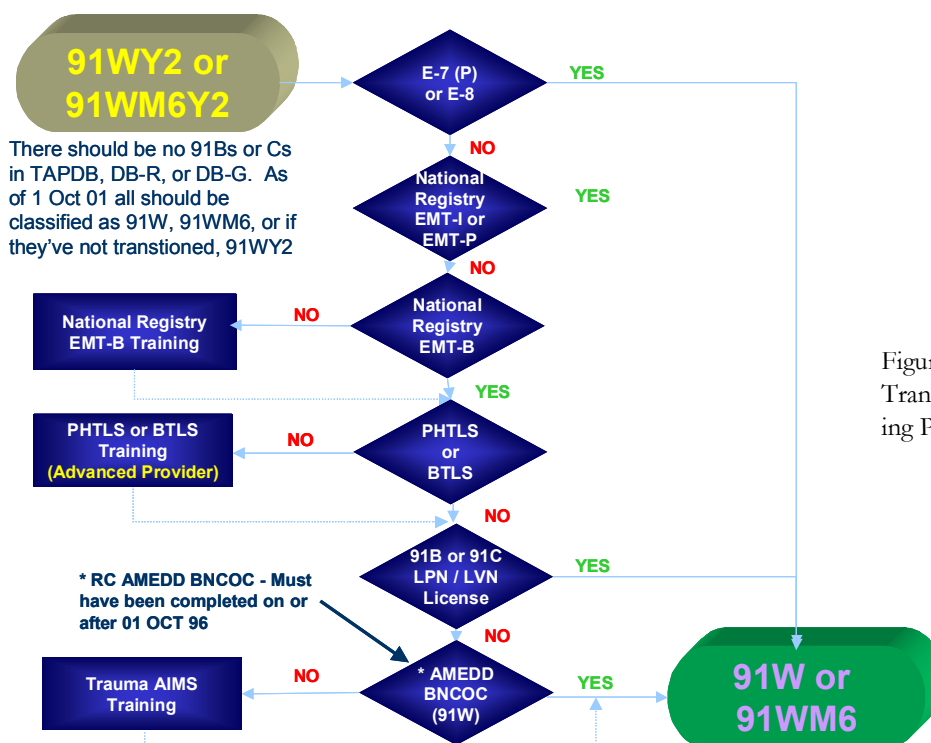 91WY2 or
91WM6Y2
E-7 (P)
or E-8
YES
There should be no 91Bs or Cs
in TAPDB, DB-R, or DB-G. As
of 1 Oct 01 all should be
classified as 91W, 91WM6, or if
they've not transtioned, 91WY2
NO
National
Registry
EMT-I or
EMT-P
YES
NO
National
Registry
EMT-B
NO
National Registry
EMT-B Training
YES
PHTLS
or
BTLS
NO
PHTLS or BTLS
Training
(Advanced Provider)
NO
91B or 91C
LPN / LVN
License
YES
* RC AMEDD BNCOC - Must
have been completed on or
after 01 OCT 96
NO
* AMEDD
BNCOC
(91W)
NO
Trauma AIMS
Training
YES
91W or
91WM6
Figur
Tran
ing P